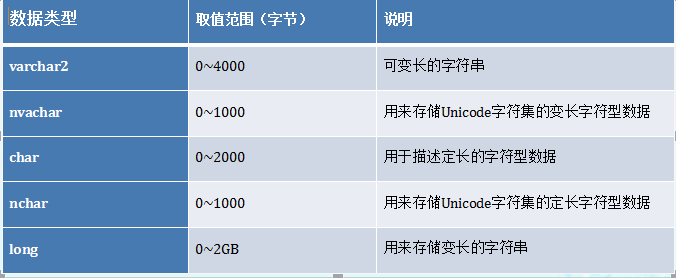 数据类型 取值范围（字节） 说明
varchar2 0~4000 可变长的字符串
nvachar 0~1000 用来存储Unicode字符集的变长字符型数据
char 0~2000 用于描述定长的字符型数据
nchar 0~1000 用来存储Unicode字符集的定长字符型数据
long 0~2GB 用来存储变长的字符串